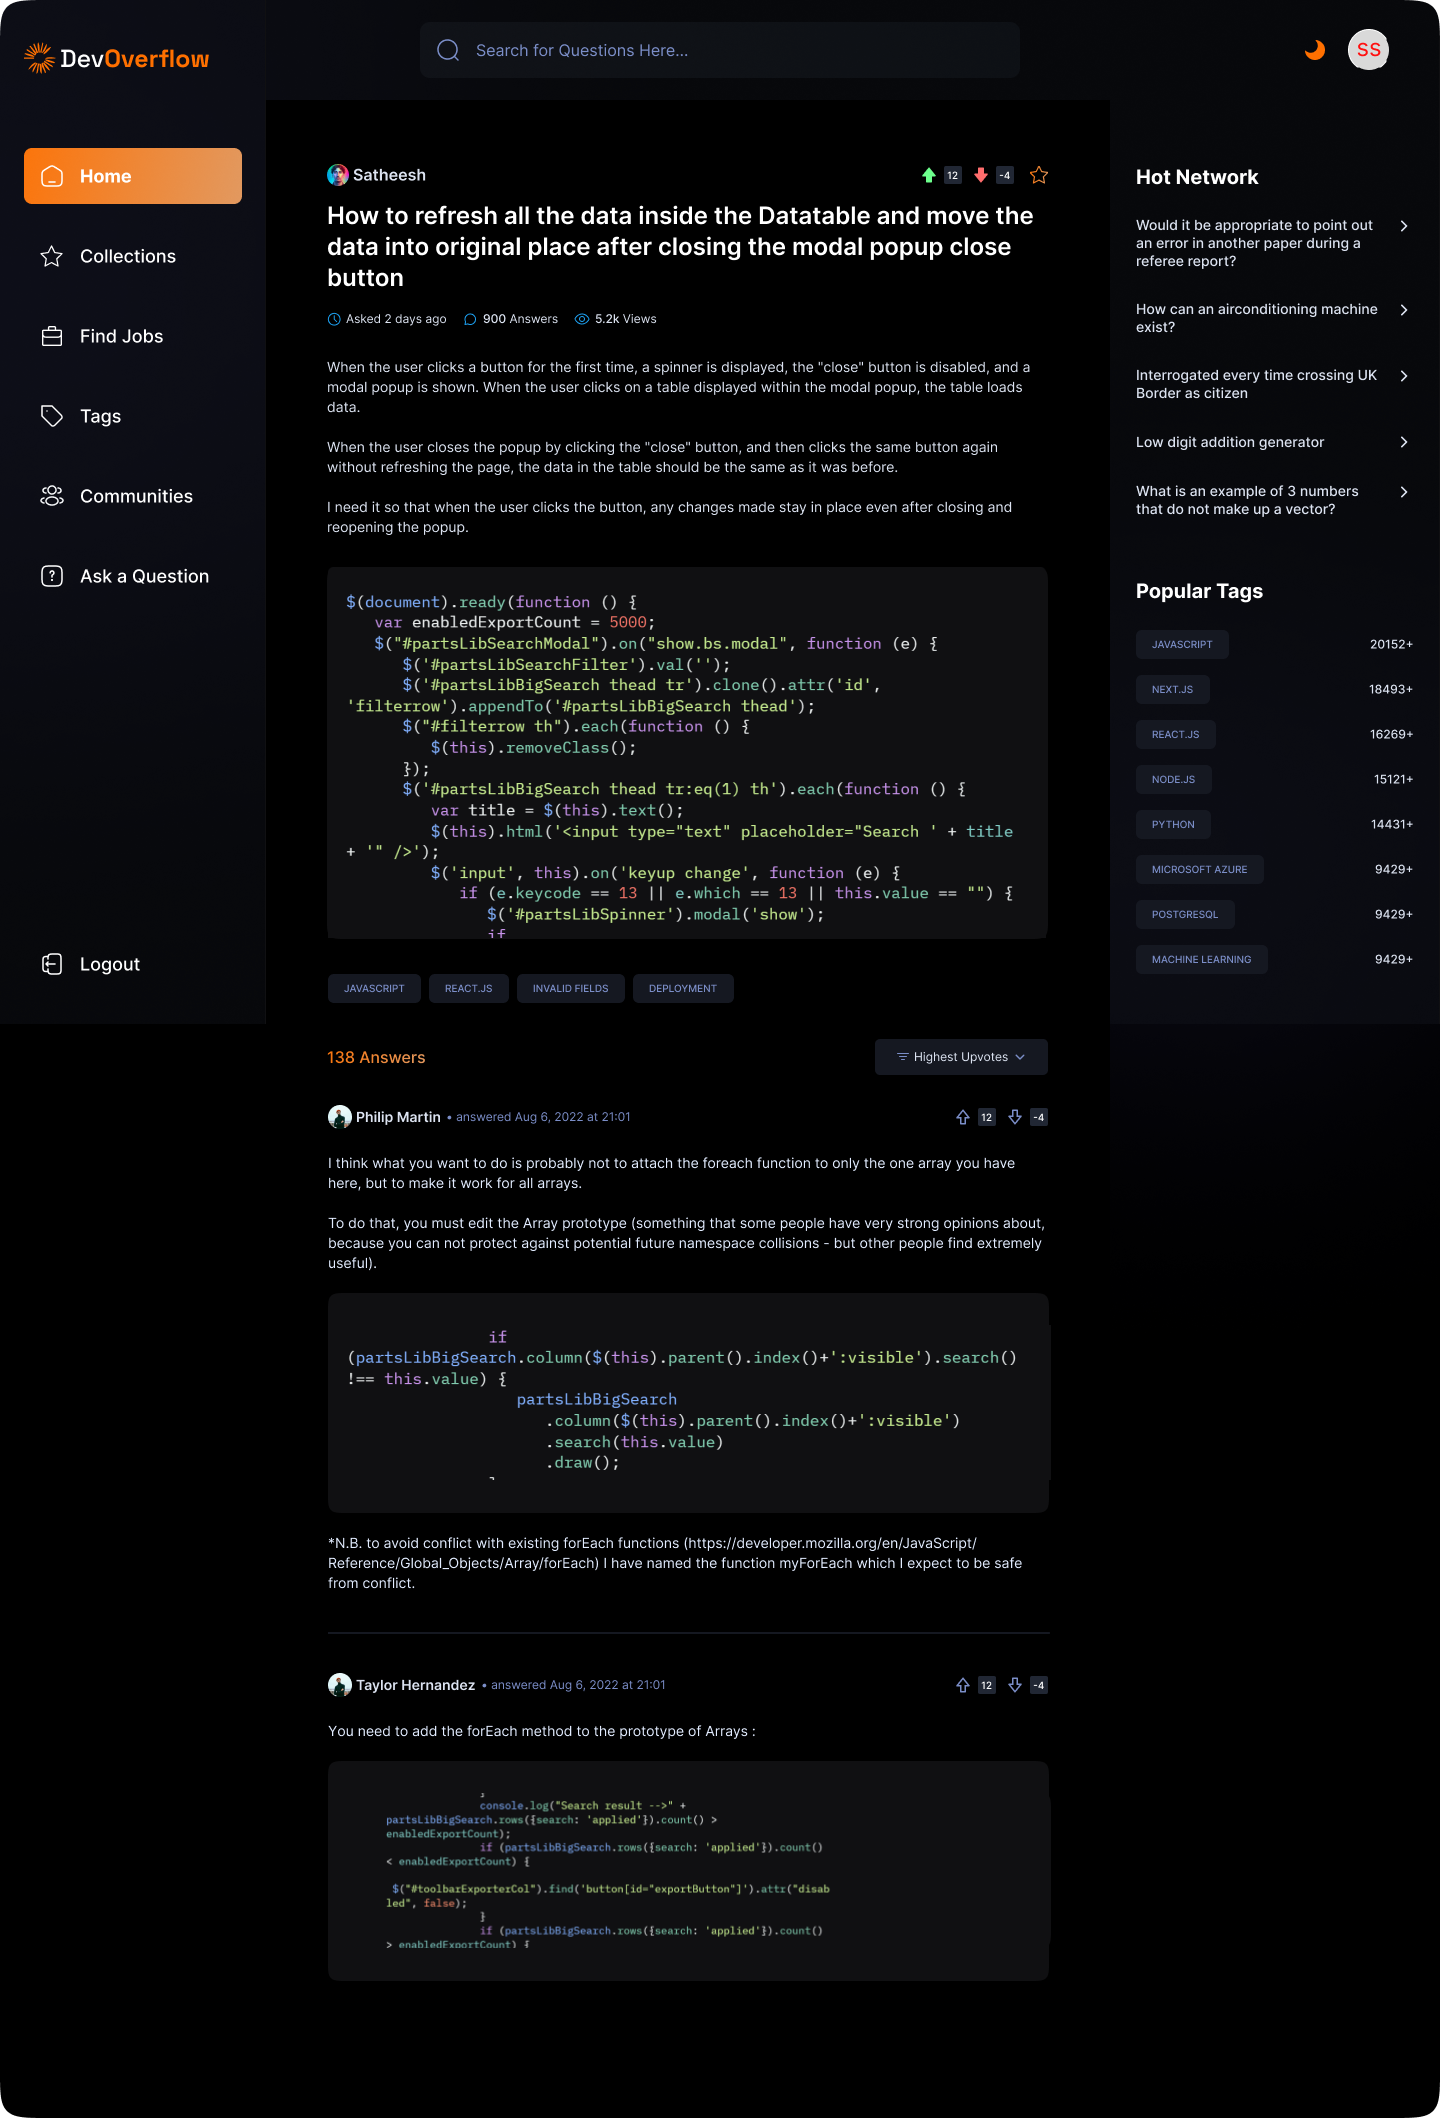 DevOverflow
Search for Questions Here...
SS
Home
Collections
Find Jobs
Tags
Communities
Ask a Question
Logout
Satheesh
12
-4
How to refresh all the data inside the Datatable and move the
data into original place after closing the modal popup close
button
Asked 2 days ago
900 Answers
5.2k Views
When the user clicks a button for the first time, a spinner is displayed, the "close" button is disabled, and a
modal popup is shown. When the user clicks on a table displayed within the modal popup, the table loads
data.
When the user closes the popup by clicking the "close" button, and then clicks the same button again
without refreshing the page, the data in the table should be the same as it was before.
I need it so that when the user clicks the button, any changes made stay in place even after closing and
reopening the popup.
$(document).ready(function () {
var enabledExportCount = 5000;
$("#partsLibSearchModal").on("show.bs.modal", function (e) {
$('#partsLibSearchFilter').val('');
$('#partsLibBigSearch thead tr').clone().attr('id',
'filterrow').appendTo('#partsLibBigSearch thead');
$("#filterrow th").each(function () {
$(this).removeClass();
});
$('#partsLibBigSearch thead tr:eq(1) th').each(function () {
var title = $(this).text();
$(this).html('<input type="text" placeholder="Search ' + title
+ '" />');
$('input', this).on('keyup change', function (e) {
if (e.keycode == 13 || e.which == 13 || this.value == "") {
$('#partsLibSpinner').modal('show');
if
JAVASCRIPT
REACT.JS
INVALID FIELDS
DEPLOYMENT
138 Answers
Highest Upvotes
Philip Martin
• answered Aug 6, 2022 at 21:01
12
-4
I think what you want to do is probably not to attach the foreach function to only the one array you have
here, but to make it work for all arrays.
To do that, you must edit the Array prototype (something that some people have very strong opinions about,
because you can not protect against potential future namespace collisions - but other people find extremely
useful).
if
(partsLibBigSearch.column($(this).parent().index()+':visible').search()
!== this.value) {
partsLibBigSearch
.column($(this).parent().index()+':visible')
.search(this.value)
.draw();
*N.B. to avoid conflict with existing forEach functions (https://developer.mozilla.org/en/JavaScript/
Reference/Global_Objects/Array/forEach) I have named the function myForEach which I expect to be safe
from conflict.
Taylor Hernandez
• answered Aug 6, 2022 at 21:01
12
-4
You need to add the forEach method to the prototype of Arrays :
}
console.log("Search result -->" +
partsLibBigSearch.rows({search: 'applied'}).count() >
enabledExportCount);
if (partsLibBigSearch.rows({search: 'applied'}).count()
< enabledExportCount) {
$("#toolbarExporterCol").find('button[id="exportButton"]').attr("disab
led", false);
}
if (partsLibBigSearch.rows({search: 'applied'}).count()
> enabledExportCount) {
Hot Network
Would it be appropriate to point out
an error in another paper during a
referee report?
How can an airconditioning machine
exist?
Interrogated every time crossing UK
Border as citizen
Low digit addition generator
What is an example of 3 numbers
that do not make up a vector?
Popular Tags
JAVASCRIPT 20152+
NEXT.JS 18493+
REACT.JS 16269+
NODE.JS 15121+
PYTHON 14431+
MICROSOFT AZURE 9429+
POSTGRESQL 9429+
MACHINE LEARNING 9429+